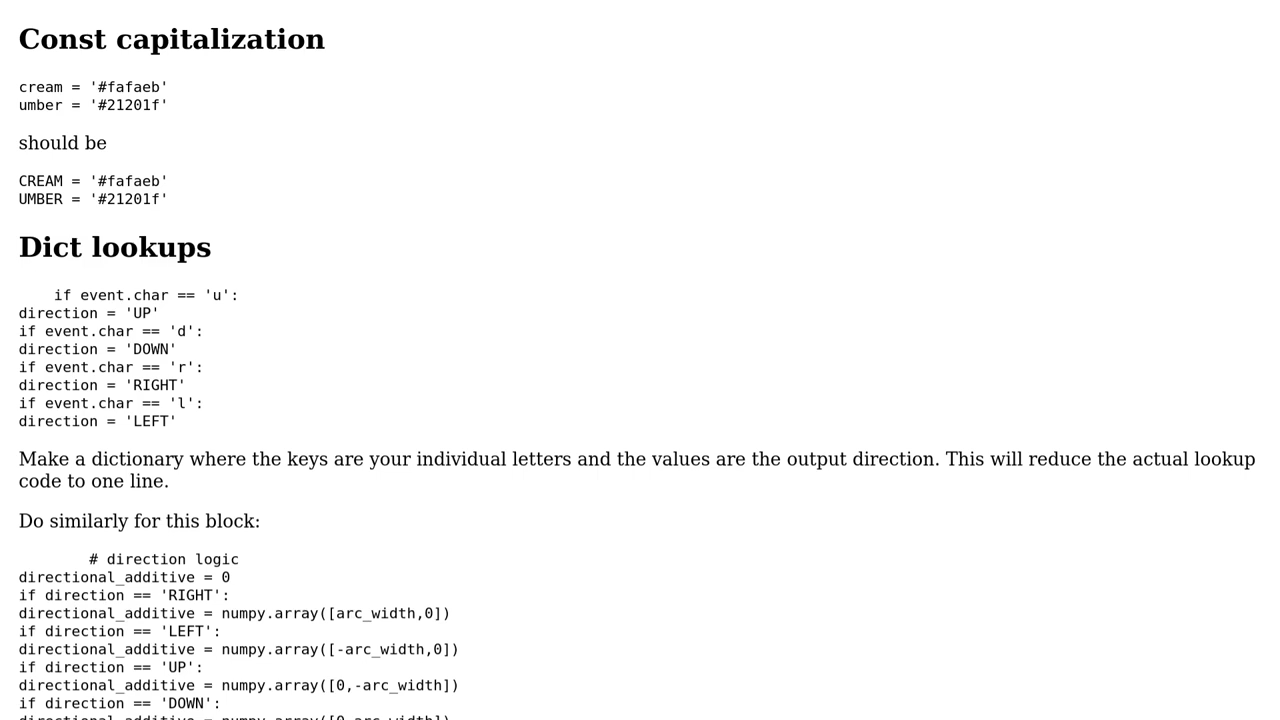 Const capitalization
cream = '#fafaeb'
umber = '#21201f'
should be
CREAM = '#fafaeb'
UMBER = '#21201f'
Dict lookups
    if event.char == 'u':
direction = 'UP'
if event.char == 'd':
direction = 'DOWN'
if event.char == 'r':
direction = 'RIGHT'
if event.char == 'l':
direction = 'LEFT'
Make a dictionary where the keys are your individual letters and the values are the output direction. This will reduce the actual lookup
code to one line.
Do similarly for this block:
        # direction logic
directional_additive = 0
if direction == 'RIGHT':
directional_additive = numpy.array([arc_width,0])
if direction == 'LEFT':
directional_additive = numpy.array([-arc_width,0])
if direction == 'UP':
directional_additive = numpy.array([0,-arc_width])
if direction == 'DOWN':
directional_additive = numpy.array([0,arc_width])